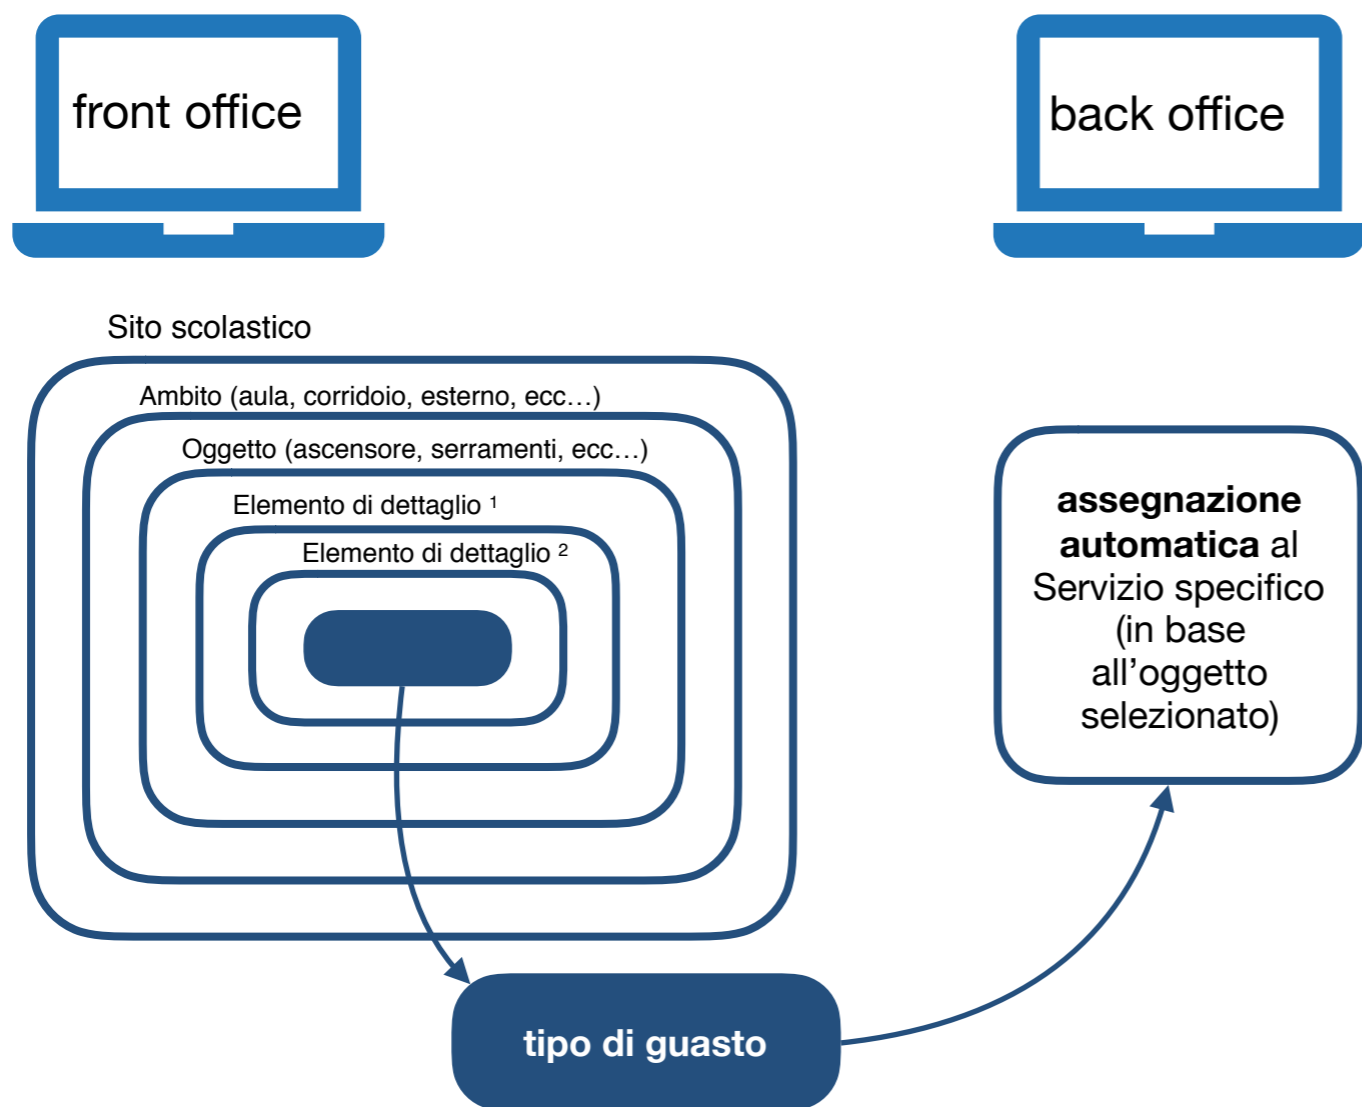 front office
back office
Sito scolastico
Ambito (aula, corridoio, esterno, ecc…)
Oggetto (ascensore, serramenti, ecc…)
Elemento di dettaglio ¹
Elemento di dettaglio ²
assegnazione
automatica al
Servizio specifico
(in base
all’oggetto
selezionato)
tipo di guasto